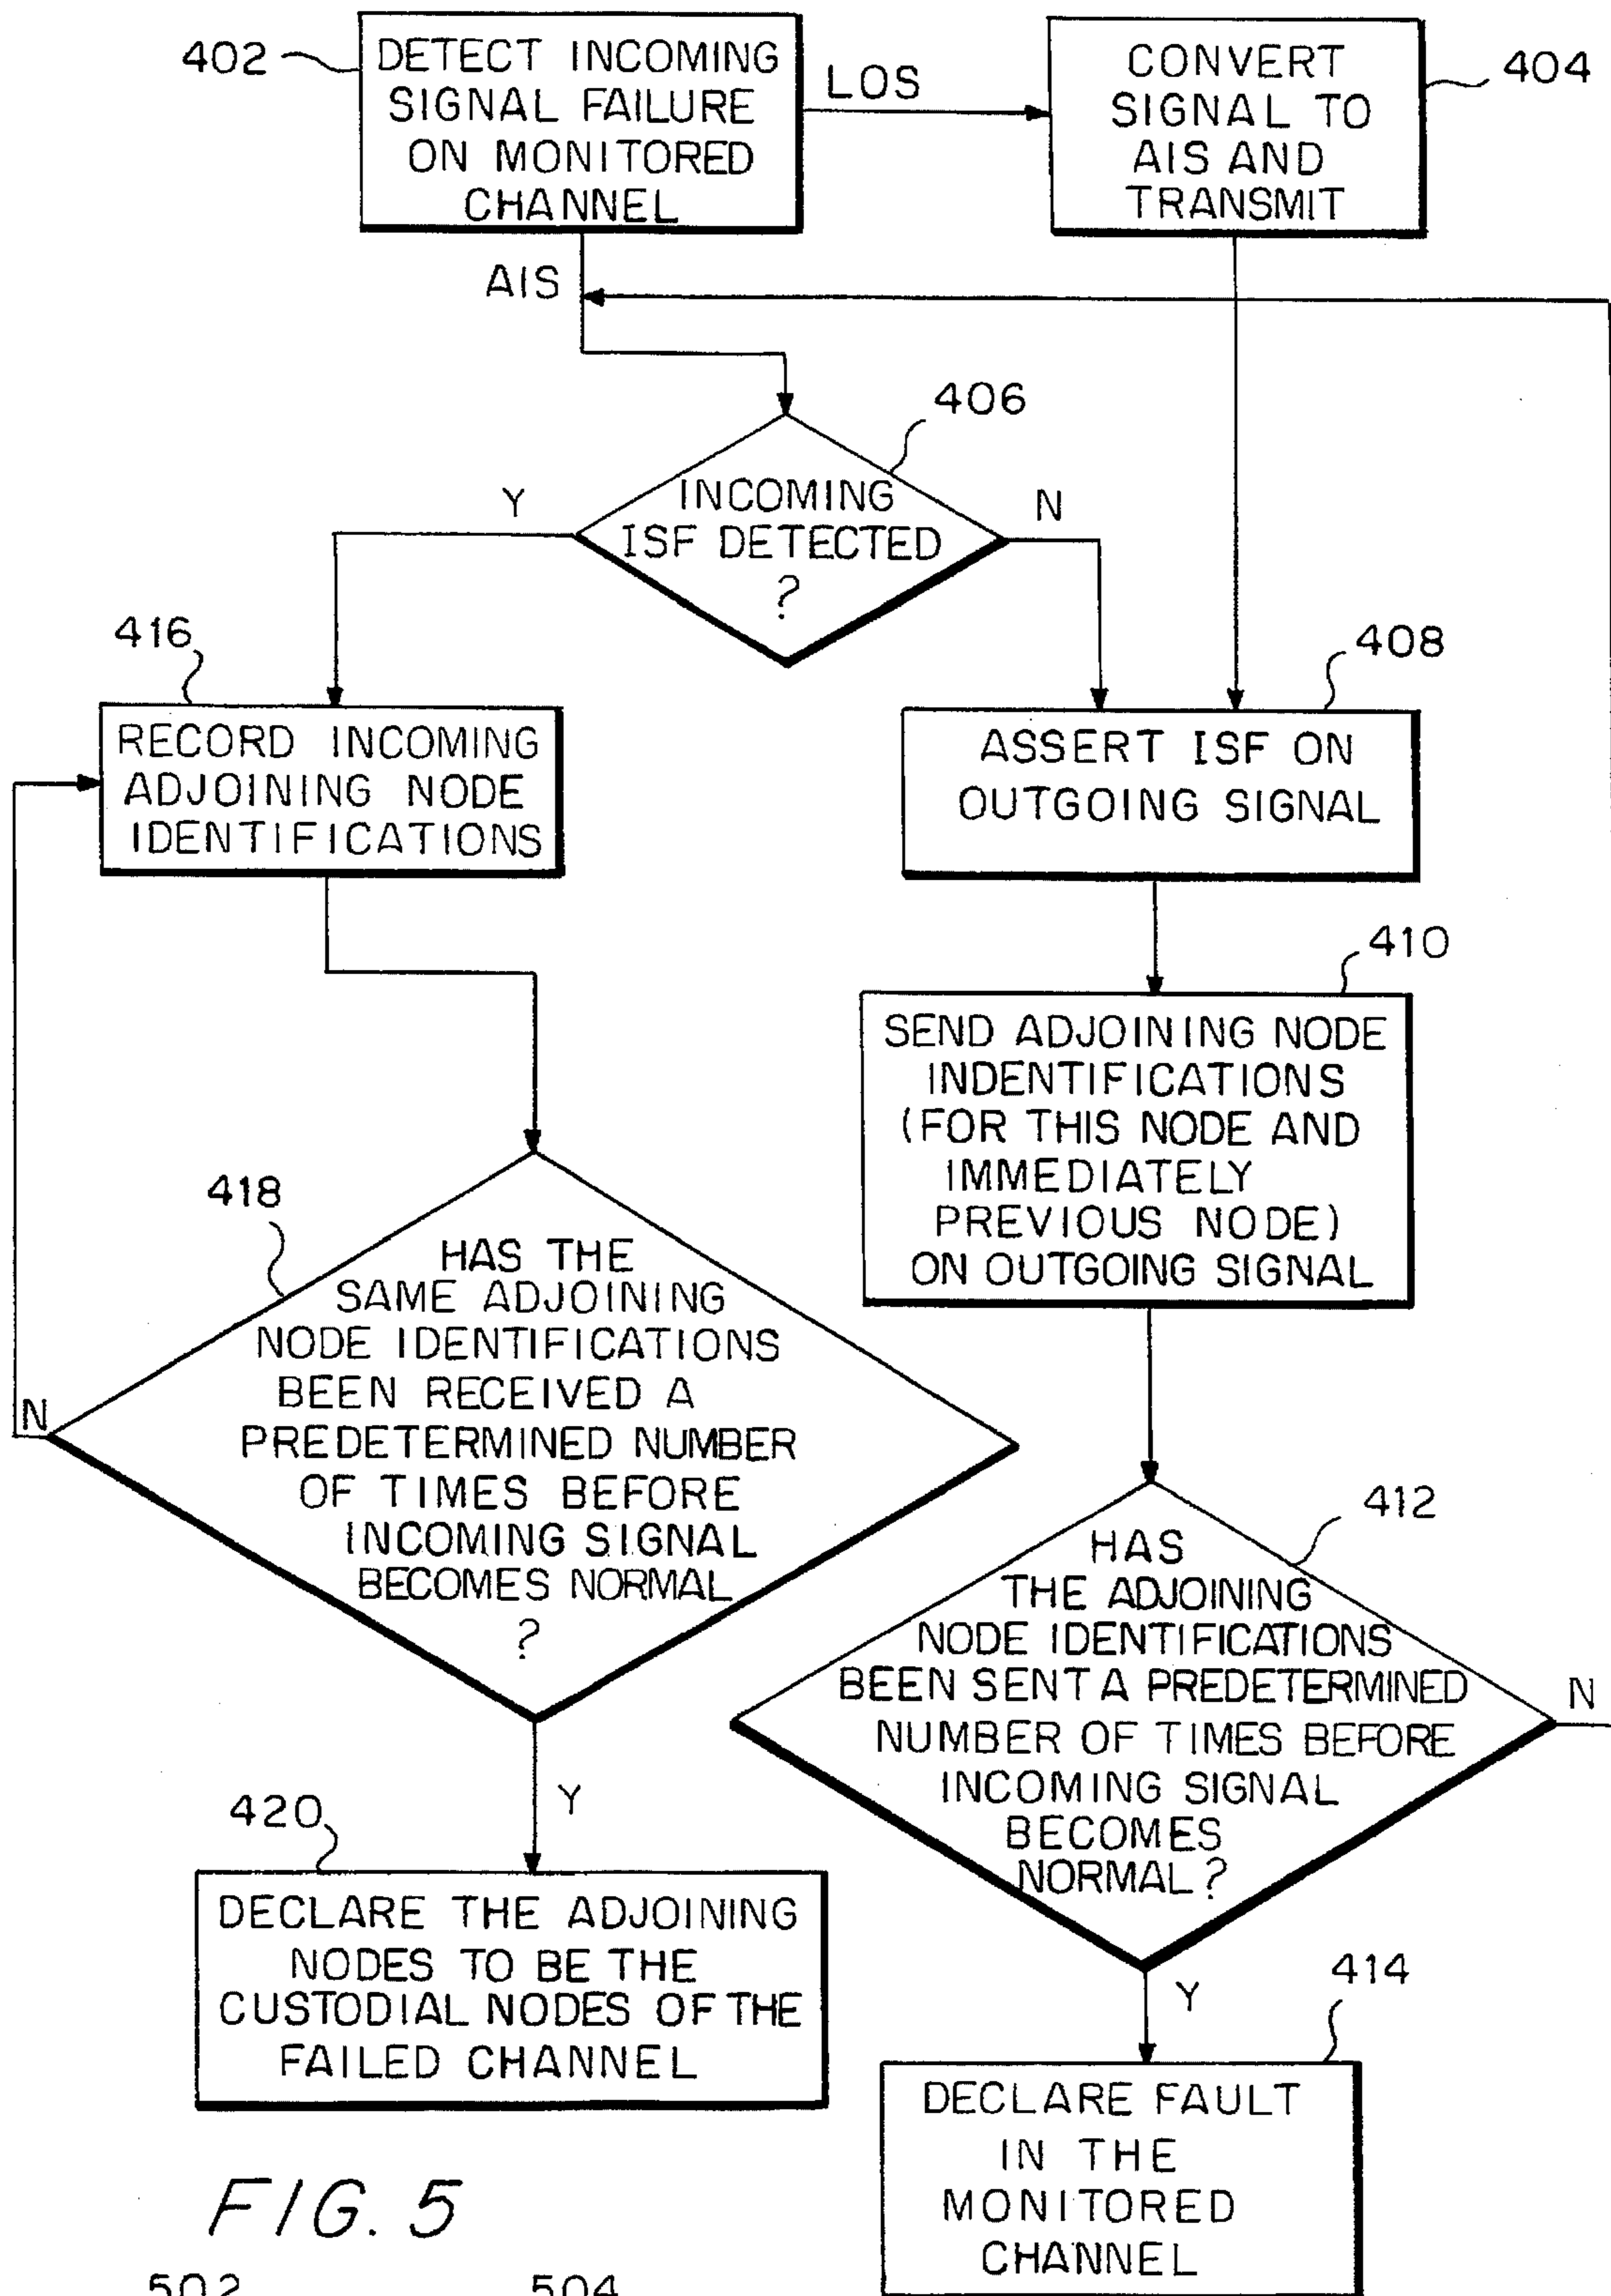 402
DETECT INCOMING
SIGNAL FAILURE
ON MONITORED
CHANNEL
LOS
CONVERT
SIGNAL TO
AIS AND
TRANSMIT
404
AIS
406
Y
INCOMING
ISF DETECTED
?
N
416
RECORD INCOMING
ADJOINING NODE
IDENTIFICATIONS
408
ASSERT ISF ON
OUTGOING SIGNAL
410
SEND ADJOINING NODE
INDENTIFICATIONS
(FOR THIS NODE AND
IMMEDIATELY
PREVIOUS NODE)
ON OUTGOING SIGNAL
418
HAS THE
SAME ADJOINING
NODE IDENTIFICATIONS
BEEN RECEIVED A
PREDETERMINED NUMBER
OF TIMES BEFORE
INCOMING SIGNAL
BECOMES NORMAL
?
N
Y
412
HAS
THE ADJOINING
NODE IDENTIFICATIONS
BEEN SENT A PREDETERMINED
NUMBER OF TIMES BEFORE
INCOMING SIGNAL
BECOMES
NORMAL?
N
Y
420
DECLARE THE ADJOINING
NODES TO BE THE
CUSTODIAL NODES OF THE
FAILED CHANNEL
414
DECLARE FAULT
IN THE
MONITORED
CHANNEL
FIG. 5
502
504